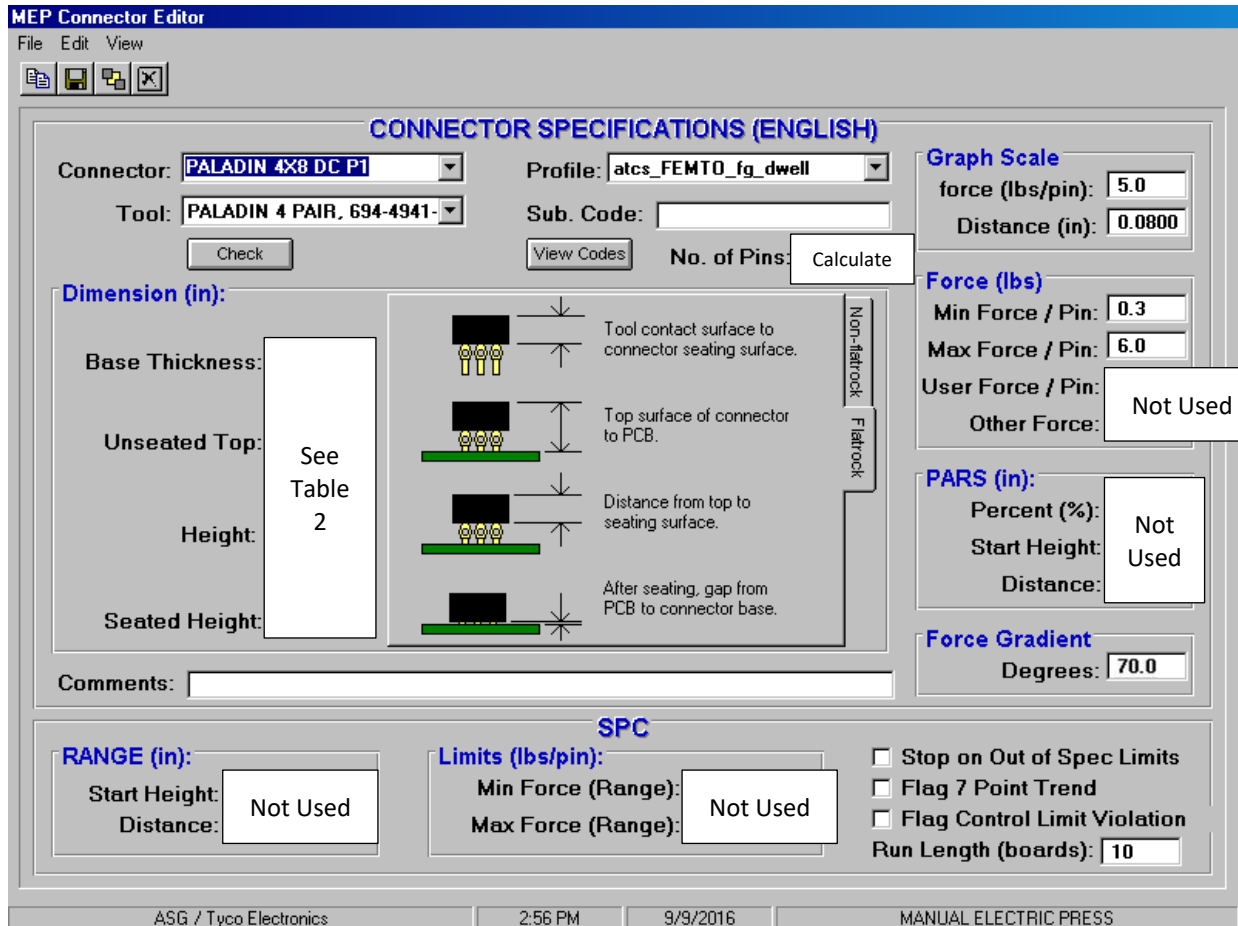 MEP Connector Editor
File Edit View
CONNECTOR SPECIFICATIONS (ENGLISH)
Connector: PALADIN 4X8 DC P1
Profile: atcs_FEMTO_fg_dwell
Tool: PALADIN 4 PAIR, 694-4941-
Sub. Code:
Check
View Codes
No. of Pins: Calculate
Graph Scale
force (lbs/pin): 5.0
Distance (in): 0.0800
Dimension (in):
Base Thickness:
Unseated Top:
Height:
Seated Height:
See
Table
2
Tool contact surface to
connector seating surface.
Top surface of connector
to PCB.
Distance from top to
seating surface.
After seating, gap from
PCB to connector base.
Non-flatrock
Flatrock
Force (lbs)
Min Force / Pin: 0.3
Max Force / Pin: 6.0
User Force / Pin:
Other Force:
Not Used
PARS (in):
Percent (%):
Start Height:
Distance:
Not
Used
Force Gradient
Degrees: 70.0
Comments:
SPC
RANGE (in):
Start Height:
Distance:
Not Used
Limits (lbs/pin):
Min Force (Range):
Max Force (Range):
Not Used
Stop on Out of Spec Limits
Flag 7 Point Trend
Flag Control Limit Violation
Run Length (boards): 10
ASG / Tyco Electronics
2:56 PM
9/9/2016
MANUAL ELECTRIC PRESS